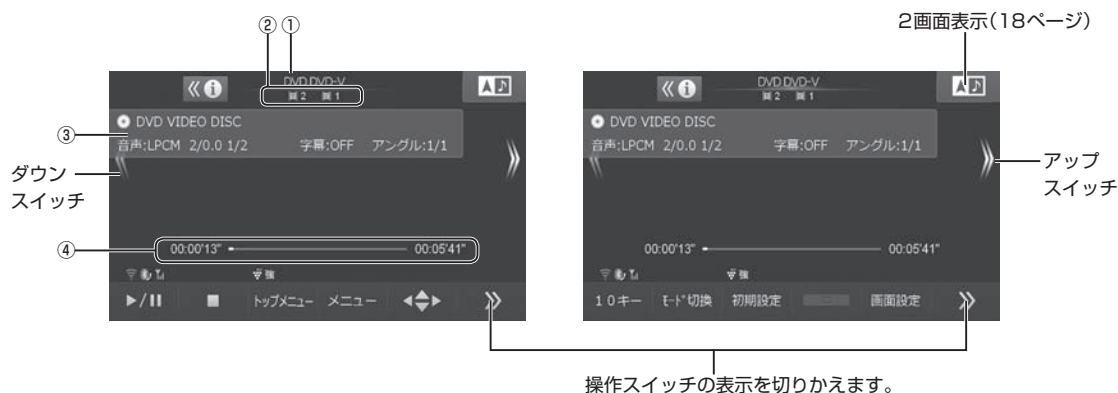 2画面表示(18ページ)
② ①
DVD DVD-V
2 1
DVD VIDEO DISC
音声:LPCM 2/0.0 1/2 字幕:OFF アングル:1/1
③
ダウン
スイッチ
④
00:00'13" 00:05'41"
強
▶/II ■ トップメニュー メニュー
DVD DVD-V
2 1
DVD VIDEO DISC
音声:LPCM 2/0.0 1/2 字幕:OFF アングル:1/1
アップ
スイッチ
00:00'13" 00:05'41"
強
10キー モード切換 初期設定 画面設定
操作スイッチの表示を切りかえます。